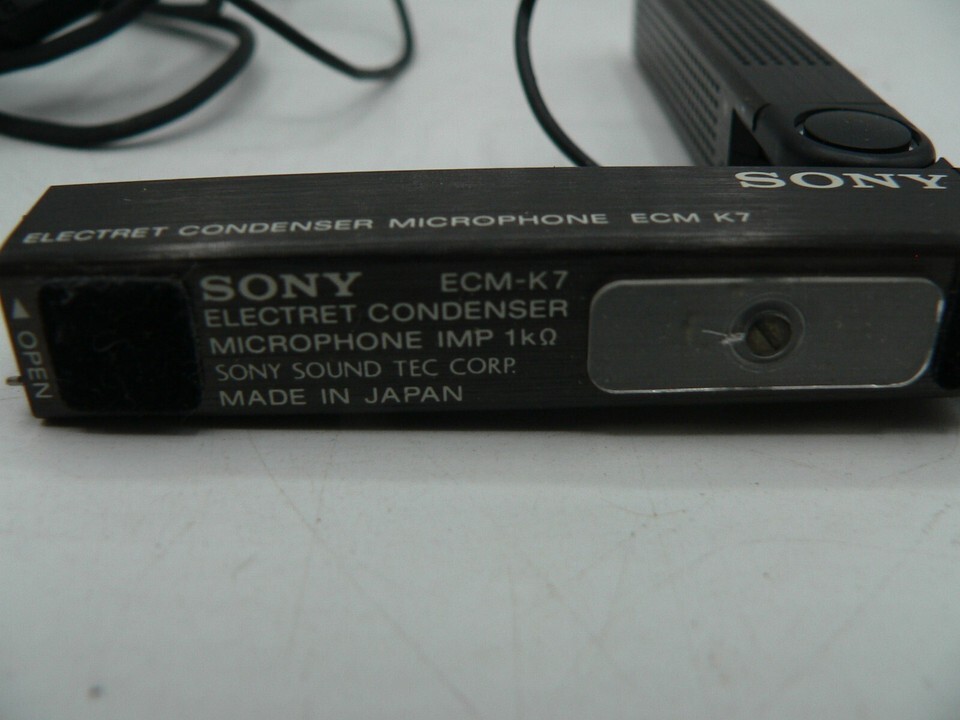 SONY
ELECTRET CONDENSER MICROPHONE ECM K7
◀ OPEN
SONY ECM-K7
ELECTRET CONDENSER
MICROPHONE IMP 1kΩ
SONY SOUND TEC CORP.
MADE IN JAPAN